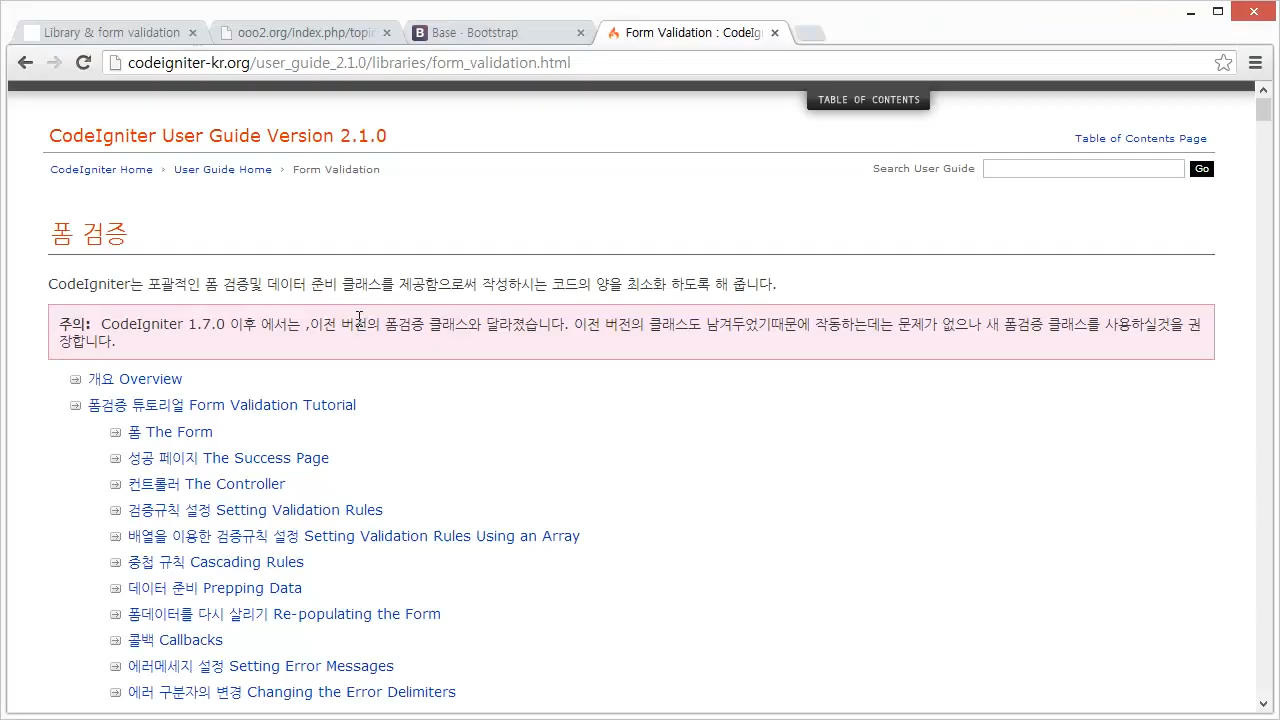 Library & form validation
ooo2.org/index.php/topi
Base · Bootstrap
Form Validation : CodeIg
codeigniter-kr.org/user_guide_2.1.0/libraries/form_validation.html
TABLE OF CONTENTS
CodeIgniter User Guide Version 2.1.0
Table of Contents Page
CodeIgniter Home › User Guide Home › Form Validation
Search User Guide
Go
폼 검증
CodeIgniter는 포괄적인 폼 검증및 데이터 준비 클래스를 제공함으로써 작성하시는 코드의 양을 최소화 하도록 해 줍니다.
주의: CodeIgniter 1.7.0 이후 에서는 ,이전 버전의 폼검증 클래스와 달라졌습니다. 이전 버전의 클래스도 남겨두었기때문에 작동하는데는 문제가 없으나 새 폼검증 클래스를 사용하실것을 권
장합니다.
개요 Overview
폼검증 튜토리얼 Form Validation Tutorial
폼 The Form
성공 페이지 The Success Page
컨트롤러 The Controller
검증규칙 설정 Setting Validation Rules
배열을 이용한 검증규칙 설정 Setting Validation Rules Using an Array
중첩 규칙 Cascading Rules
데이터 준비 Prepping Data
폼데이터를 다시 살리기 Re-populating the Form
콜백 Callbacks
에러메세지 설정 Setting Error Messages
에러 구분자의 변경 Changing the Error Delimiters